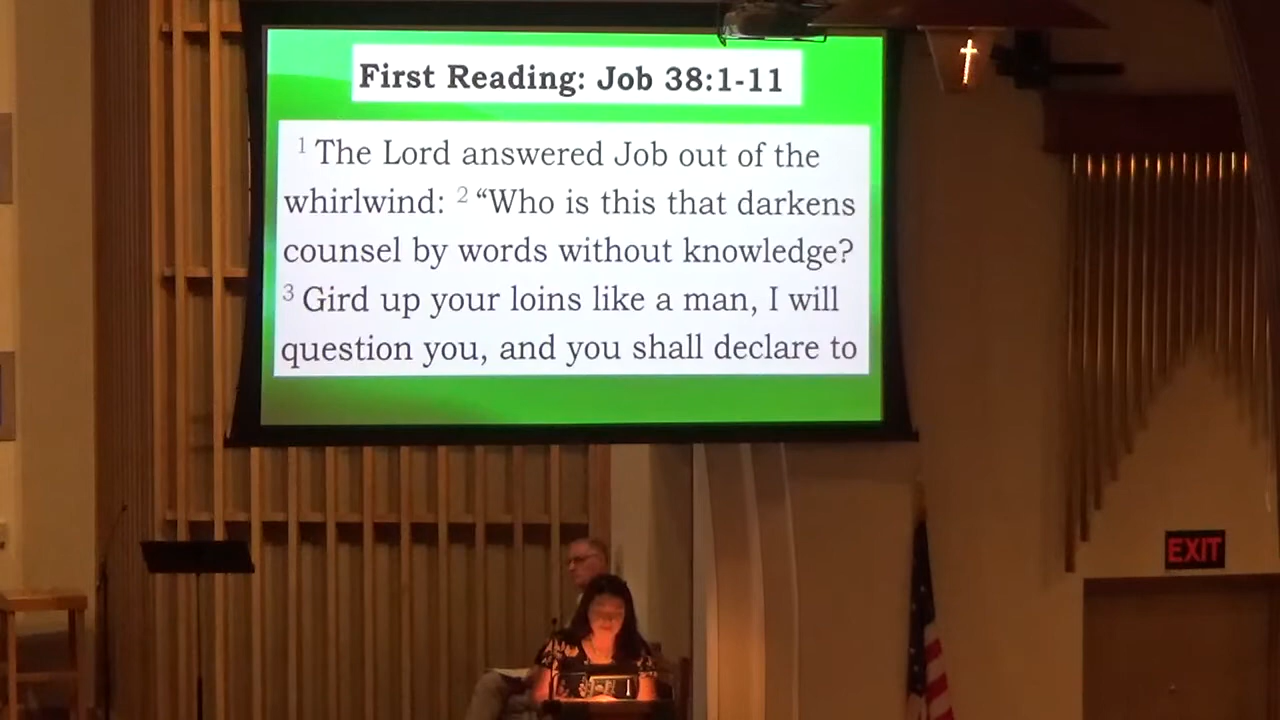 First Reading: Job 38:1-11
1 The Lord answered Job out of the
whirlwind: 2 “Who is this that darkens
counsel by words without knowledge?
3 Gird up your loins like a man, I will
question you, and you shall declare to
EXIT